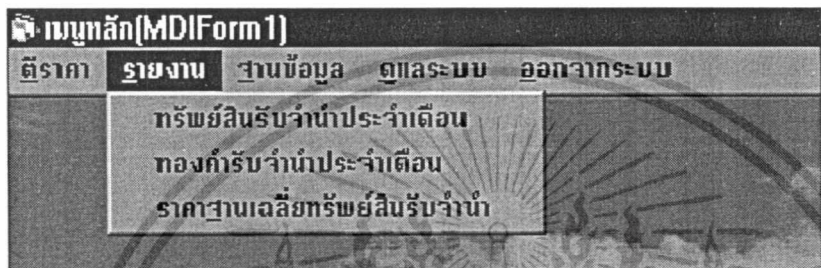 เมนูหลัก(MDIForm1)
ตีราคา รายงาน ฐานข้อมูล ดูแลระบบ ออกจากระบบ
ทรัพย์สินรับจำนำประจำเดือน
ทองคำรับจำนำประจำเดือน
ราคาฐานเฉลี่ยทรัพย์สินรับจำนำ